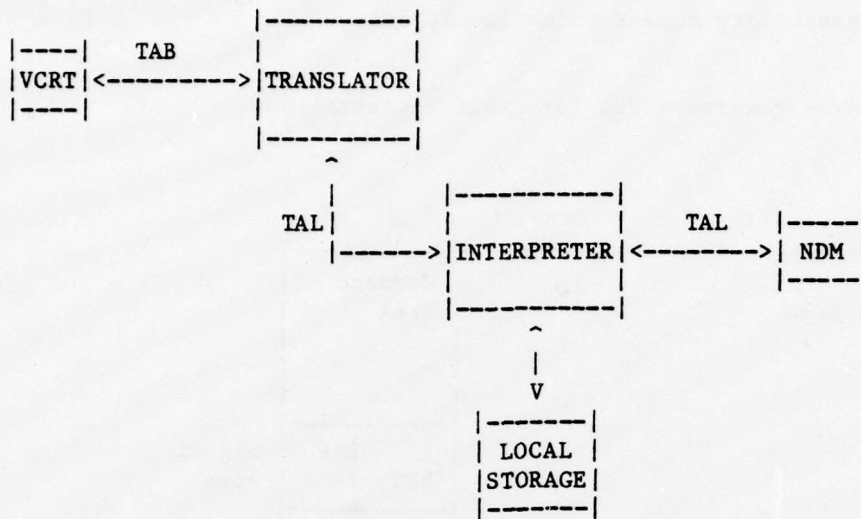 TAB
VCRT
TRANSLATOR
TAL
INTERPRETER
TAL
NDM
LOCAL
STORAGE